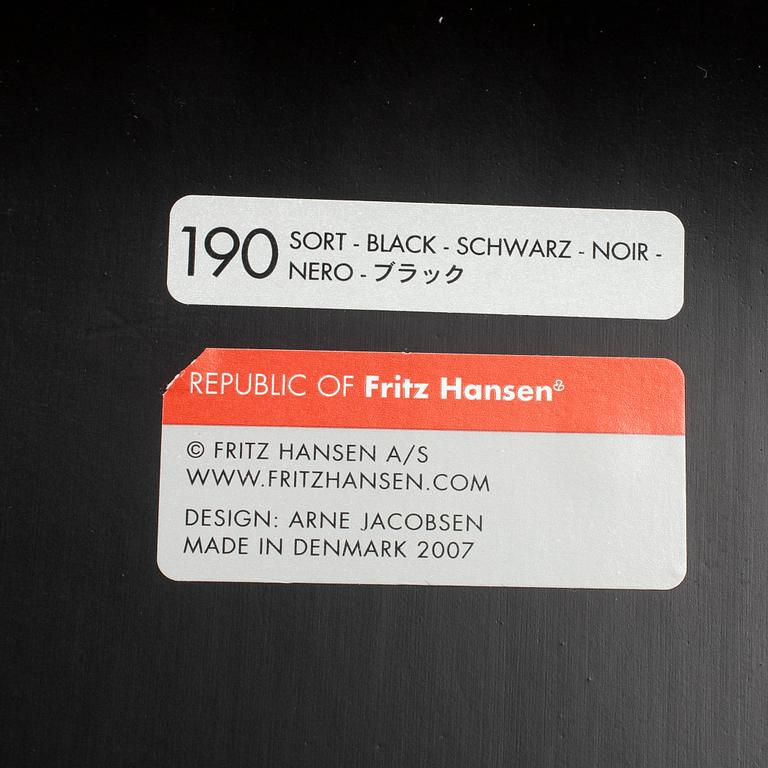 190 SORT - BLACK - SCHWARZ - NOIR -
NERO - ブラック
REPUBLIC OF Fritz Hansen
© FRITZ HANSEN A/S
WWW.FRITZHANSEN.COM
DESIGN: ARNE JACOBSEN
MADE IN DENMARK 2007